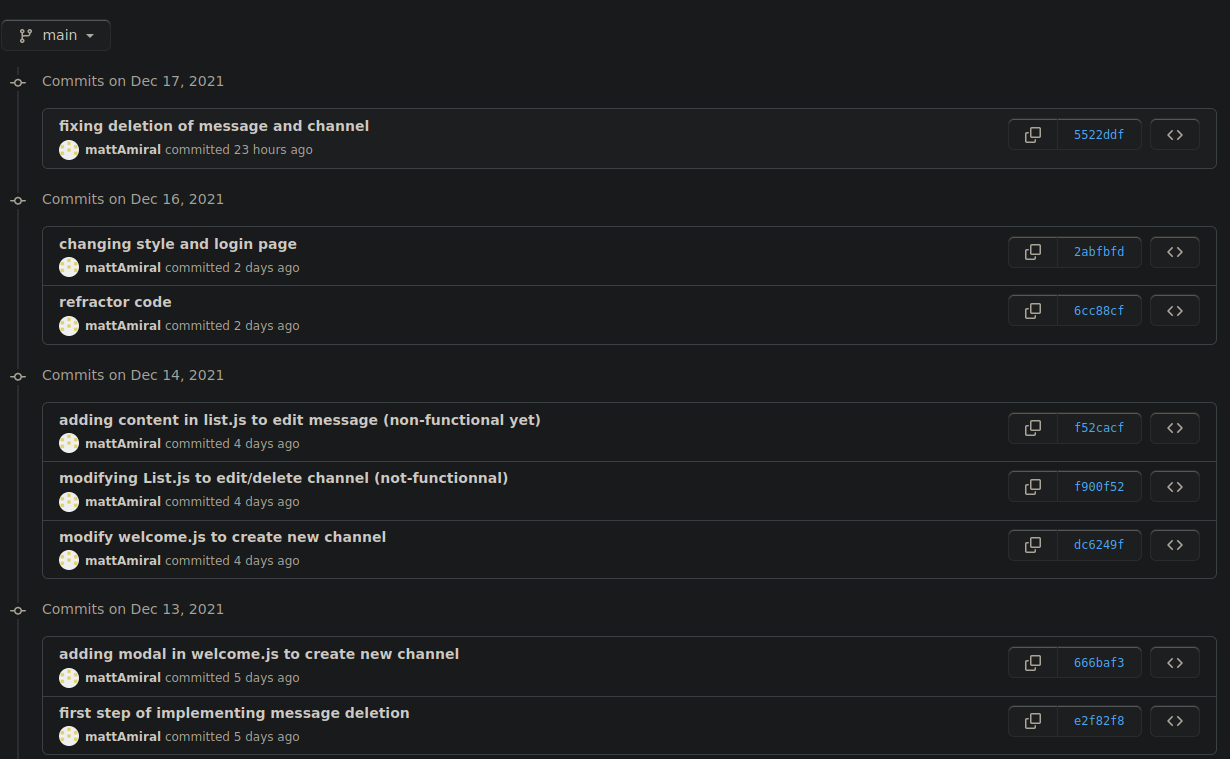 main
Commits on Dec 17, 2021
fixing deletion of message and channel
mattAmiral committed 23 hours ago
5522ddf
Commits on Dec 16, 2021
changing style and login page
mattAmiral committed 2 days ago
2abfbfd
refractor code
mattAmiral committed 2 days ago
6cc88cf
Commits on Dec 14, 2021
adding content in list.js to edit message (non-functional yet)
mattAmiral committed 4 days ago
f52cacf
modifying List.js to edit/delete channel (not-functionnal)
mattAmiral committed 4 days ago
f900f52
modify welcome.js to create new channel
mattAmiral committed 4 days ago
dc6249f
Commits on Dec 13, 2021
adding modal in welcome.js to create new channel
mattAmiral committed 5 days ago
666baf3
first step of implementing message deletion
mattAmiral committed 5 days ago
e2f82f8